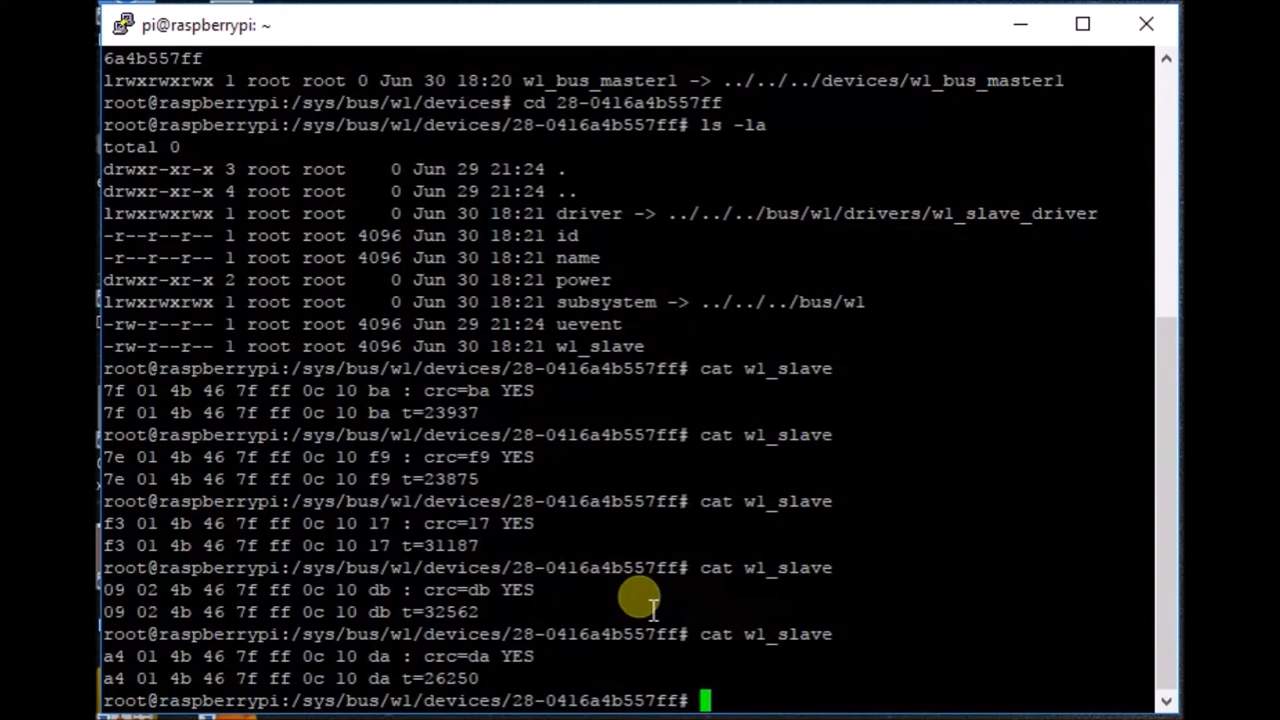 pi@raspberrypi: ~
6a4b557ff
lrwxrwxrwx 1 root root 0 Jun 30 18:20 w1_bus_master1 -> ../../../devices/w1_bus_master1
root@raspberrypi:/sys/bus/w1/devices# cd 28-0416a4b557ff
root@raspberrypi:/sys/bus/w1/devices/28-0416a4b557ff# ls -la
total 0
drwxr-xr-x 3 root root    0 Jun 29 21:24 .
drwxr-xr-x 4 root root    0 Jun 29 21:24 ..
lrwxrwxrwx 1 root root    0 Jun 30 18:21 driver -> ../../../bus/w1/drivers/w1_slave_driver
-r--r--r-- 1 root root 4096 Jun 30 18:21 id
-r--r--r-- 1 root root 4096 Jun 30 18:21 name
drwxr-xr-x 2 root root    0 Jun 30 18:21 power
lrwxrwxrwx 1 root root    0 Jun 30 18:21 subsystem -> ../../../bus/w1
-rw-r--r-- 1 root root 4096 Jun 29 21:24 uevent
-rw-r--r-- 1 root root 4096 Jun 30 18:21 w1_slave
root@raspberrypi:/sys/bus/w1/devices/28-0416a4b557ff# cat w1_slave
7f 01 4b 46 7f ff 0c 10 ba : crc=ba YES
7f 01 4b 46 7f ff 0c 10 ba t=23937
root@raspberrypi:/sys/bus/w1/devices/28-0416a4b557ff# cat w1_slave
7e 01 4b 46 7f ff 0c 10 f9 : crc=f9 YES
7e 01 4b 46 7f ff 0c 10 f9 t=23875
root@raspberrypi:/sys/bus/w1/devices/28-0416a4b557ff# cat w1_slave
f3 01 4b 46 7f ff 0c 10 17 : crc=17 YES
f3 01 4b 46 7f ff 0c 10 17 t=31187
root@raspberrypi:/sys/bus/w1/devices/28-0416a4b557ff# cat w1_slave
09 02 4b 46 7f ff 0c 10 db : crc=db YES
09 02 4b 46 7f ff 0c 10 db t=32562
root@raspberrypi:/sys/bus/w1/devices/28-0416a4b557ff# cat w1_slave
a4 01 4b 46 7f ff 0c 10 da : crc=da YES
a4 01 4b 46 7f ff 0c 10 da t=26250
root@raspberrypi:/sys/bus/w1/devices/28-0416a4b557ff#